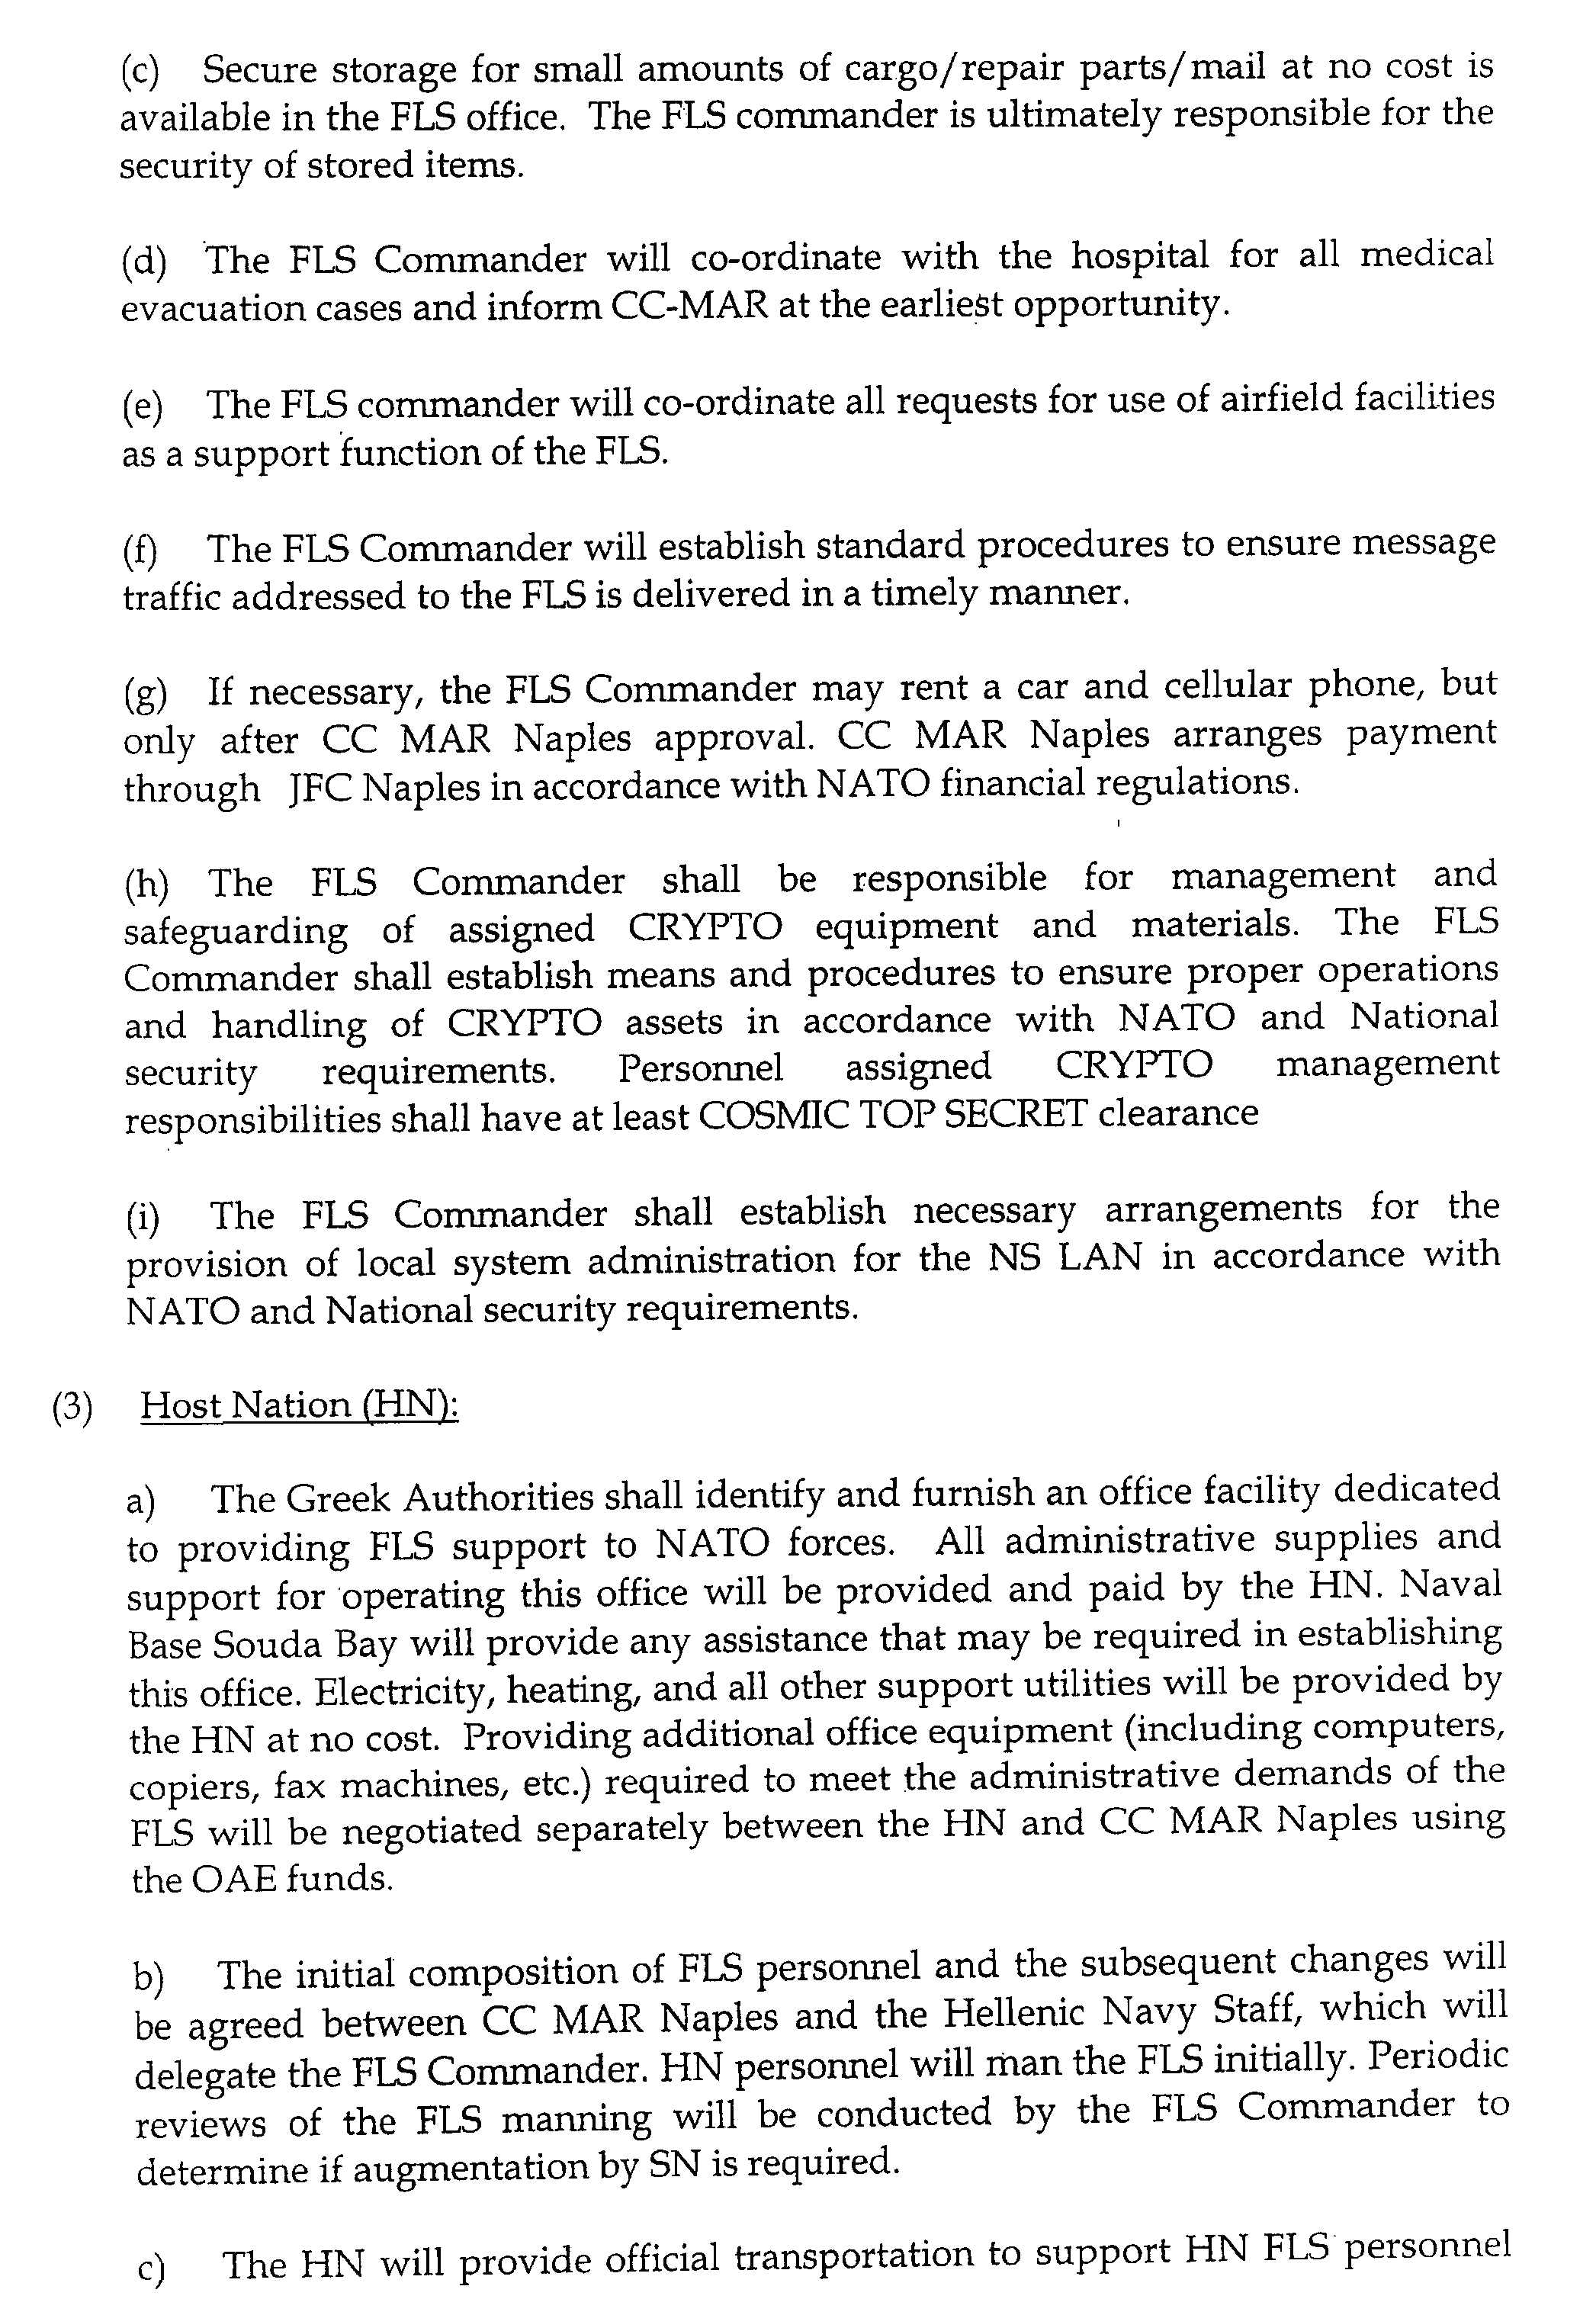 (c) Secure storage for small amounts of cargo/repair parts/mail at no cost is
available in the FLS office. The FLS commander is ultimately responsible for the
security of stored items.
(d) The FLS Commander will co-ordinate with the hospital for all medical
evacuation cases and inform CC-MAR at the earliest opportunity.
(e) The FLS commander will co-ordinate all requests for use of airfield facilities
as a support function of the FLS.
(f) The FLS Commander will establish standard procedures to ensure message
traffic addressed to the FLS is delivered in a timely manner.
(g) If necessary, the FLS Commander may rent a car and cellular phone, but
only after CC MAR Naples approval. CC MAR Naples arranges payment
through JFC Naples in accordance with NATO financial regulations.
(h) The FLS Commander shall be responsible for management and
safeguarding of assigned CRYPTO equipment and materials. The FLS
Commander shall establish means and procedures to ensure proper operations
and handling of CRYPTO assets in accordance with NATO and National
security requirements. Personnel assigned CRYPTO management
responsibilities shall have at least COSMIC TOP SECRET clearance
(i) The FLS Commander shall establish necessary arrangements for the
provision of local system administration for the NS LAN in accordance with
NATO and National security requirements.
(3) Host Nation (HN):
a) The Greek Authorities shall identify and furnish an office facility dedicated
to providing FLS support to NATO forces. All administrative supplies and
support for operating this office will be provided and paid by the HN. Naval
Base Souda Bay will provide any assistance that may be required in establishing
this office. Electricity, heating, and all other support utilities will be provided by
the HN at no cost. Providing additional office equipment (including computers,
copiers, fax machines, etc.) required to meet the administrative demands of the
FLS will be negotiated separately between the HN and CC MAR Naples using
the OAE funds.
b) The initial composition of FLS personnel and the subsequent changes will
be agreed between CC MAR Naples and the Hellenic Navy Staff, which will
delegate the FLS Commander. HN personnel will man the FLS initially. Periodic
reviews of the FLS manning will be conducted by the FLS Commander to
determine if augmentation by SN is required.
c) The HN will provide official transportation to support HN FLS personnel